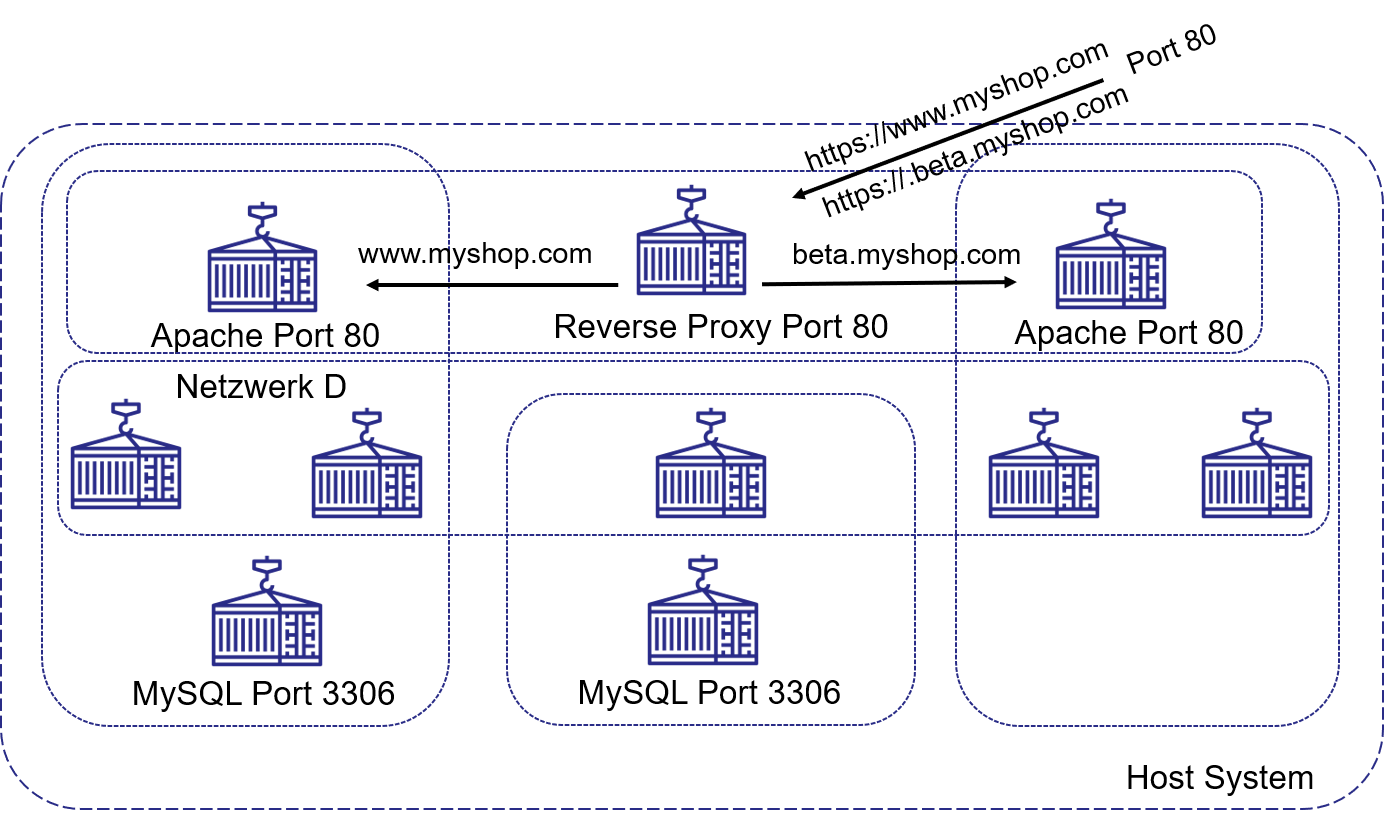 https://www.myshop.com
Port 80
https://.beta.myshop.com
www.myshop.com
beta.myshop.com
Apache Port 80
Reverse Proxy Port 80
Apache Port 80
Netzwerk D
MySQL Port 3306
MySQL Port 3306
Host System